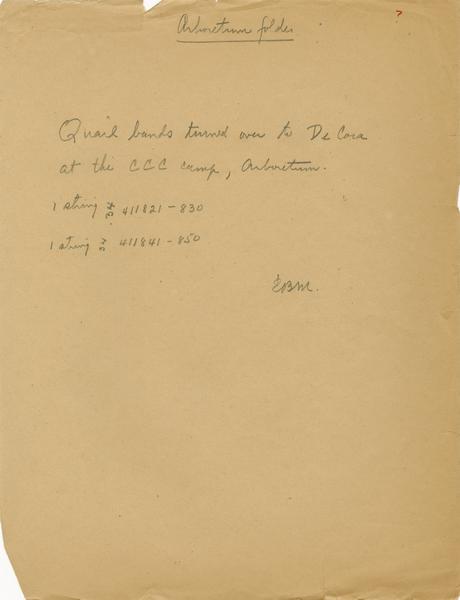 ?
Arboretum folder
Quail bands turned over to De Cora
at the CCC camp, Arboretum.
1 string 411821-830
1 string 411841-850
EBM.